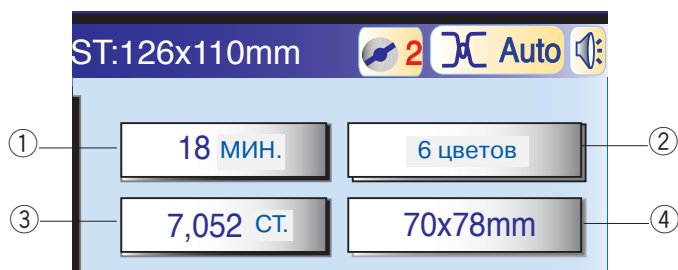 ST:126x110mm 2 Auto
① 18 мин. 6 цветов ②
③ 7,052 ст. 70x78mm ④